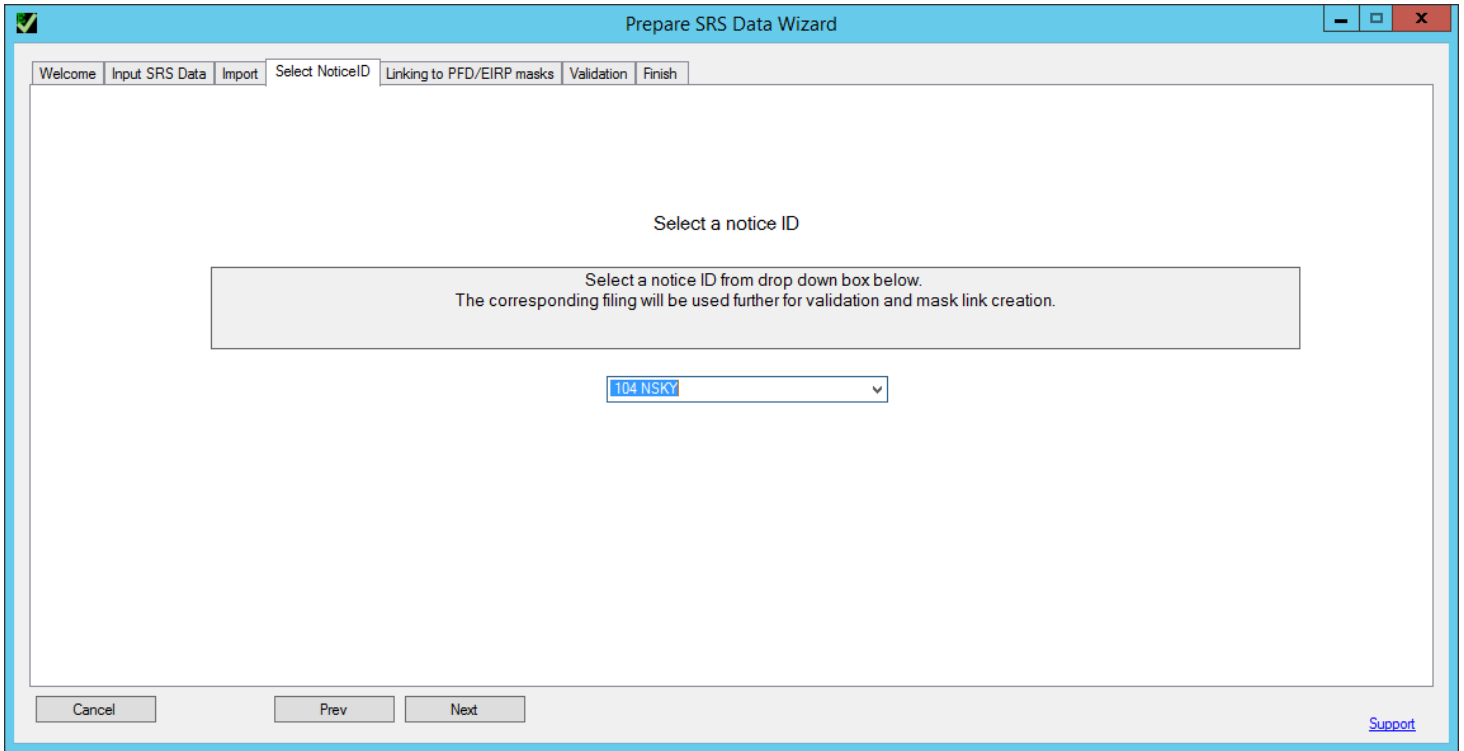 Prepare SRS Data Wizard
Welcome Input SRS Data Import Select NoticeID Linking to PFD/EIRP masks Validation Finish
Select a notice ID
Select a notice ID from drop down box below.
The corresponding filing will be used further for validation and mask link creation.
104 NSKY
Cancel Prev Next
Support